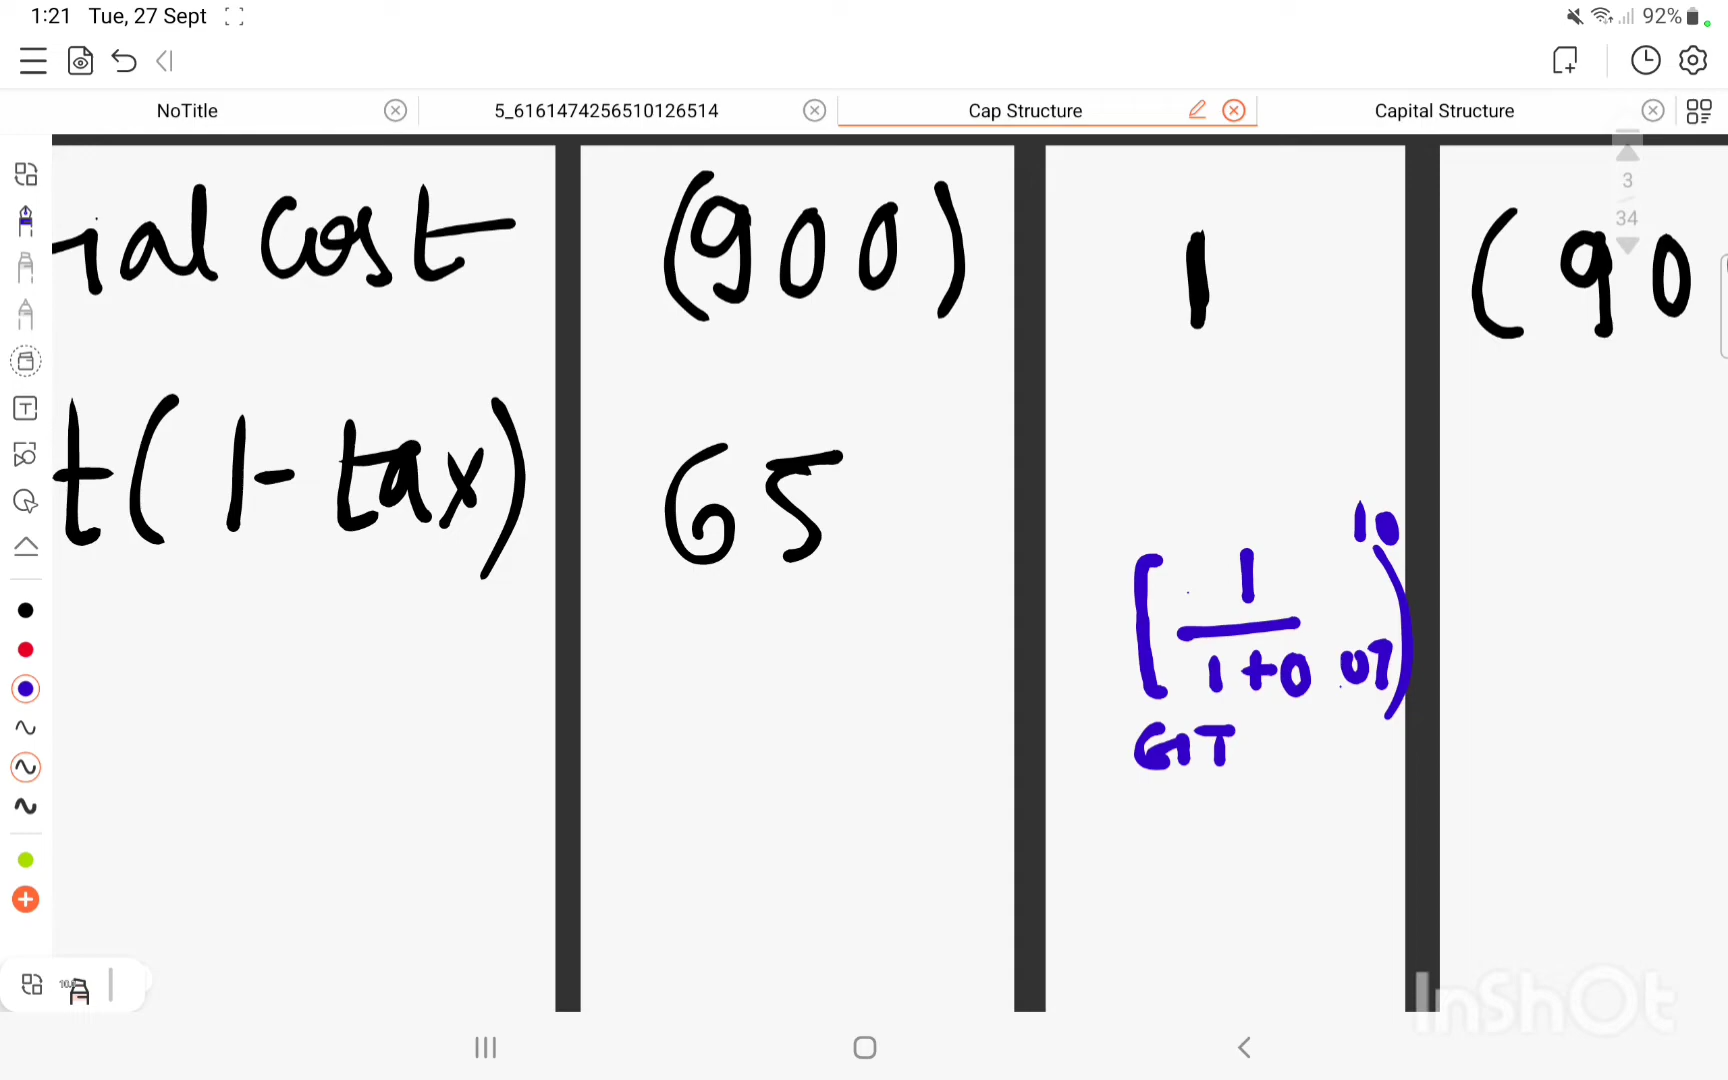 1:21 Tue, 27 Sept 92%
NoTitle 5_6161474256510126514 Cap Structure Capital Structure
3
34
ial cost (900) 1 (90
t(1-tax) 65
10
[1
1+0 07)
GIT
InShOt